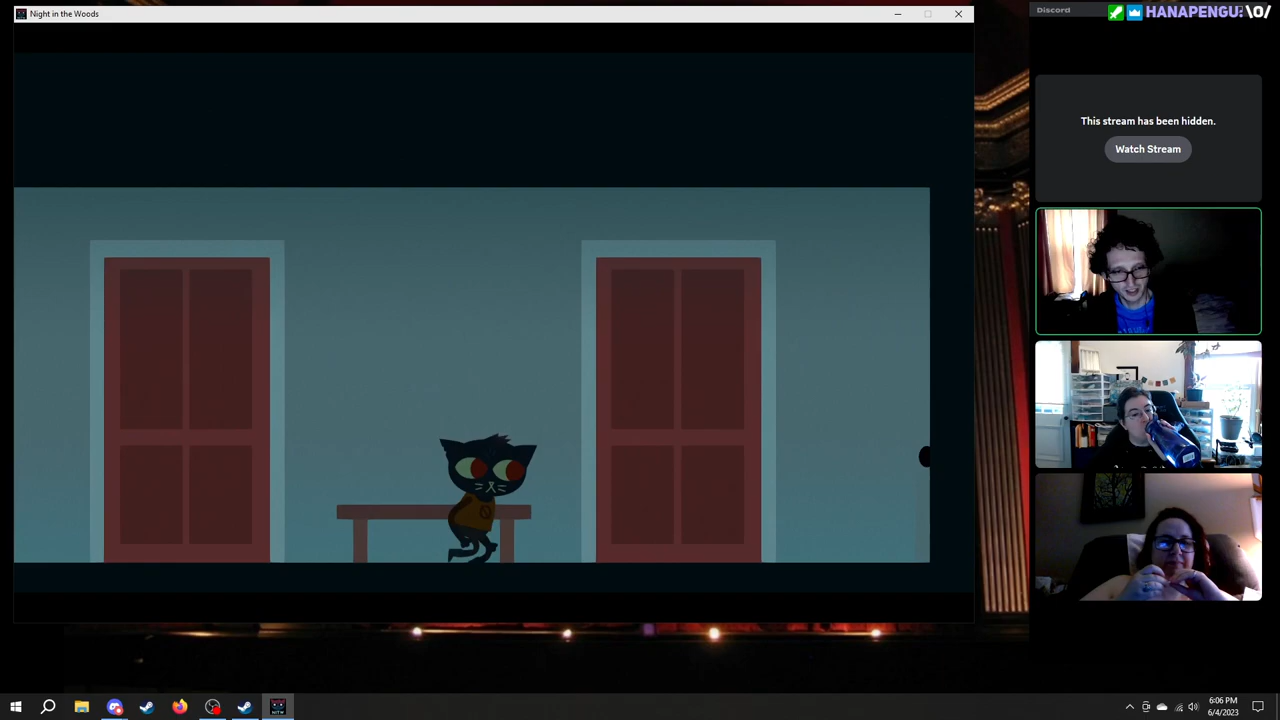 Night in the Woods
Discord
HANAPENGU! \O/
This stream has been hidden.
Watch Stream
6:06 PM
6/4/2023